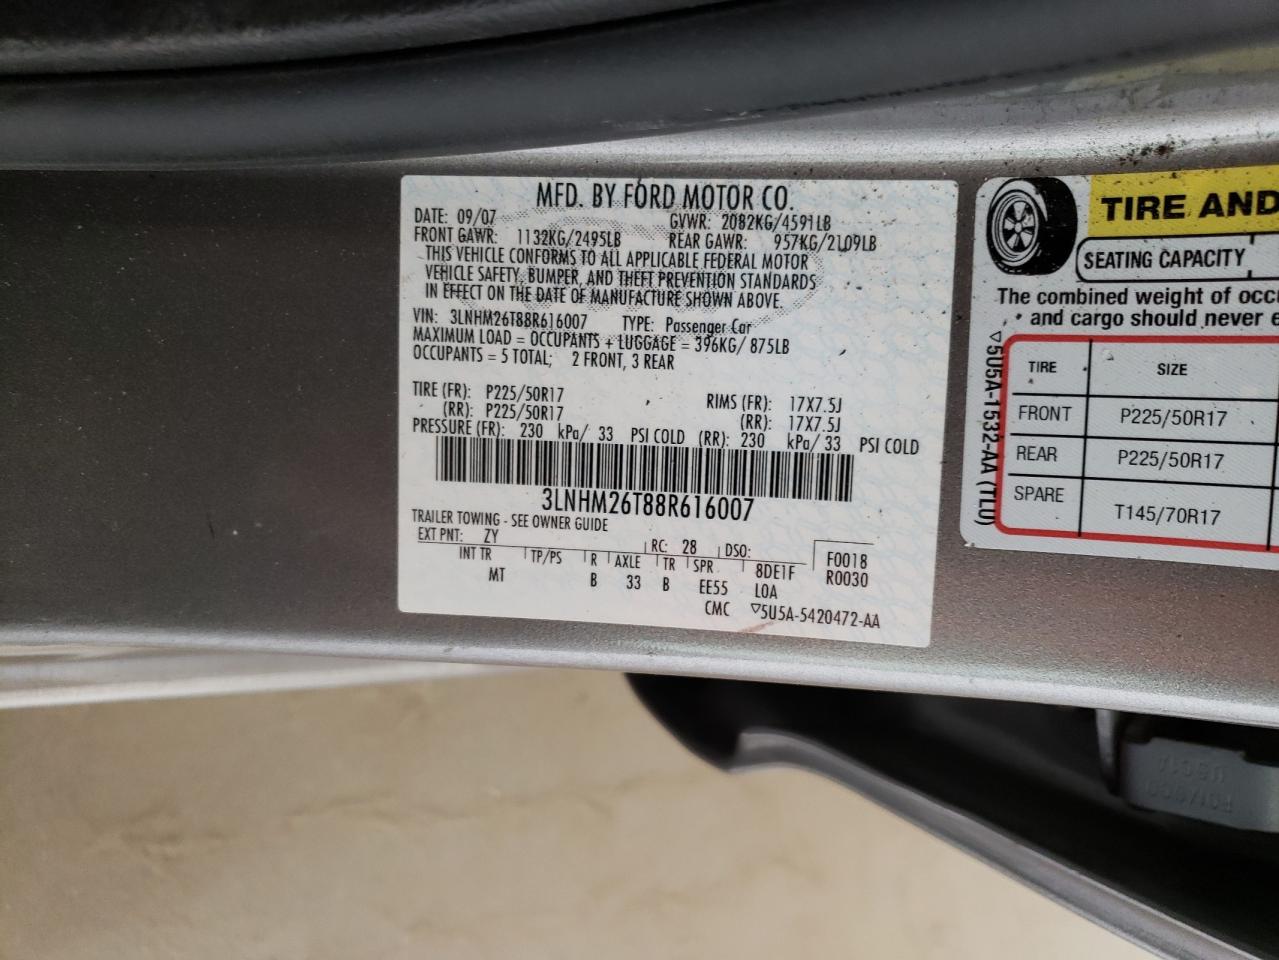 MFD. BY FORD MOTOR CO.
DATE: 09/07 GVWR: 2082KG/4591LB
FRONT GAWR: 1132KG/2495LB REAR GAWR: 957KG/2109LB
THIS VEHICLE CONFORMS TO ALL APPLICABLE FEDERAL MOTOR
VEHICLE SAFETY, BUMPER, AND THEFT PREVENTION STANDARDS
IN EFFECT ON THE DATE OF MANUFACTURE SHOWN ABOVE.
VIN: 3LNHM26T88R616007 TYPE: Passenger Car
MAXIMUM LOAD = OCCUPANTS + LUGGAGE = 396KG/ 875LB
OCCUPANTS = 5 TOTAL; 2 FRONT, 3 REAR
TIRE (FR): P225/50R17 RIMS (FR): 17X7.5J
(RR): P225/50R17 (RR): 17X7.5J
PRESSURE (FR): 230 kPa/ 33 PSI COLD (RR): 230 kPa/ 33 PSI COLD
3LNHM26T88R616007
TRAILER TOWING - SEE OWNER GUIDE
EXT PNT: ZY RC: 28 DSO: F0018
INT TR TP/PS R AXLE TR SPR 8DE1F R0030
MT B 33 B EE55 LOA
CMC ▽5U5A-5420472-AA
TIRE AND
SEATING CAPACITY
The combined weight of occ
and cargo should never e
▽5U5A-1532-AA (TLU)
TIRE SIZE
FRONT P225/50R17
REAR P225/50R17
SPARE T145/70R17